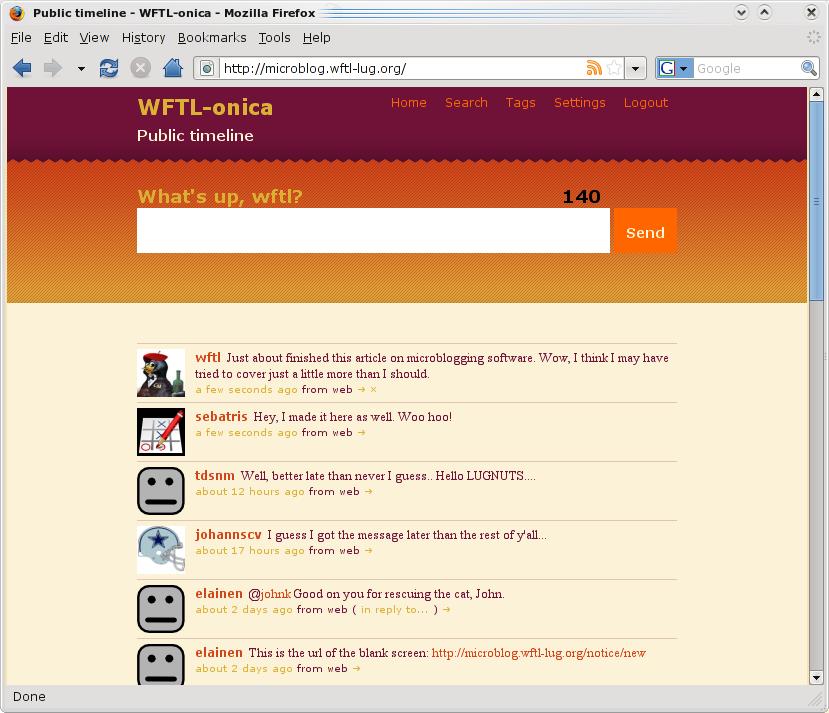 Public timeline - WFTL-onica - Mozilla Firefox
File Edit View History Bookmarks Tools Help
http://microblog.wftl-lug.org/
G Google
WFTL-onica
Home Search Tags Settings Logout
Public timeline
What's up, wftl? 140
Send
wftl Just about finished this article on microblogging software. Wow, I think I may have
tried to cover just a little more than I should.
a few seconds ago from web → ×
sebatris Hey, I made it here as well. Woo hoo!
a few seconds ago from web →
tdsnm Well, better late than never I guess.. Hello LUGNUTS....
about 12 hours ago from web →
johannscv I guess I got the message later than the rest of y'all...
about 17 hours ago from web →
elainen @johnk Good on you for rescuing the cat, John.
about 2 days ago from web ( in reply to... ) →
elainen This is the url of the blank screen: http://microblog.wftl-lug.org/notice/new
about 2 days ago from web →
Done